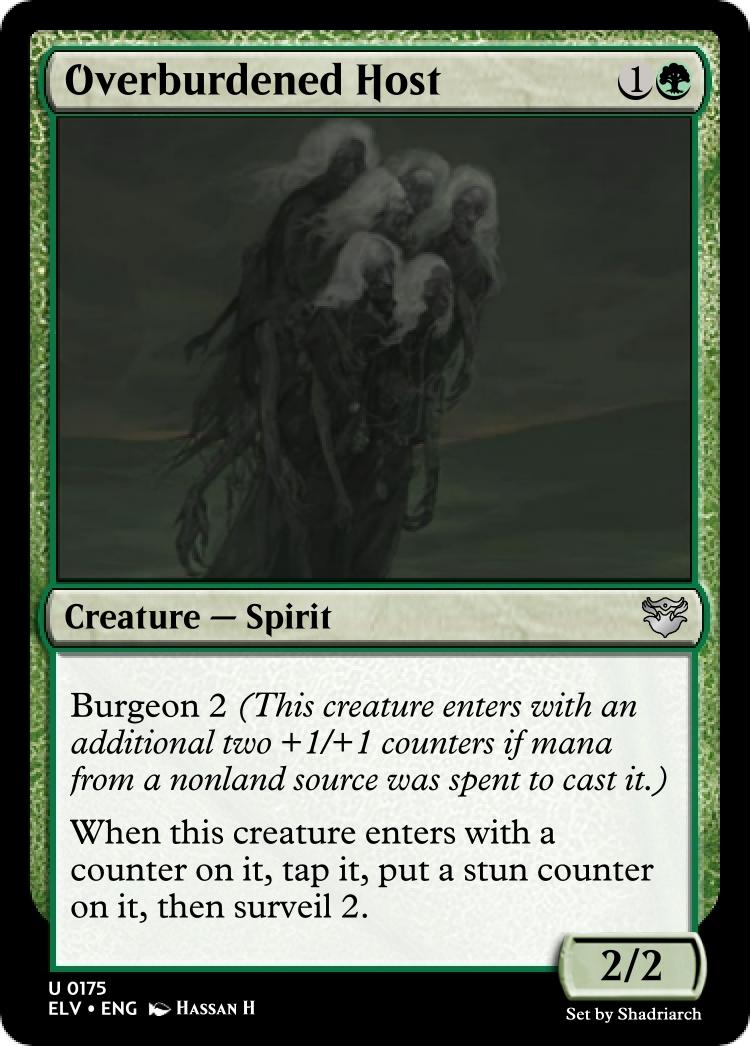 Overburdened Host 1
Creature — Spirit
Burgeon 2 (This creature enters with an
additional two +1/+1 counters if mana
from a nonland source was spent to cast it.)
When this creature enters with a
counter on it, tap it, put a stun counter
on it, then surveil 2.
2/2
U 0175
ELV • ENG Hassan H
Set by Shadriarch